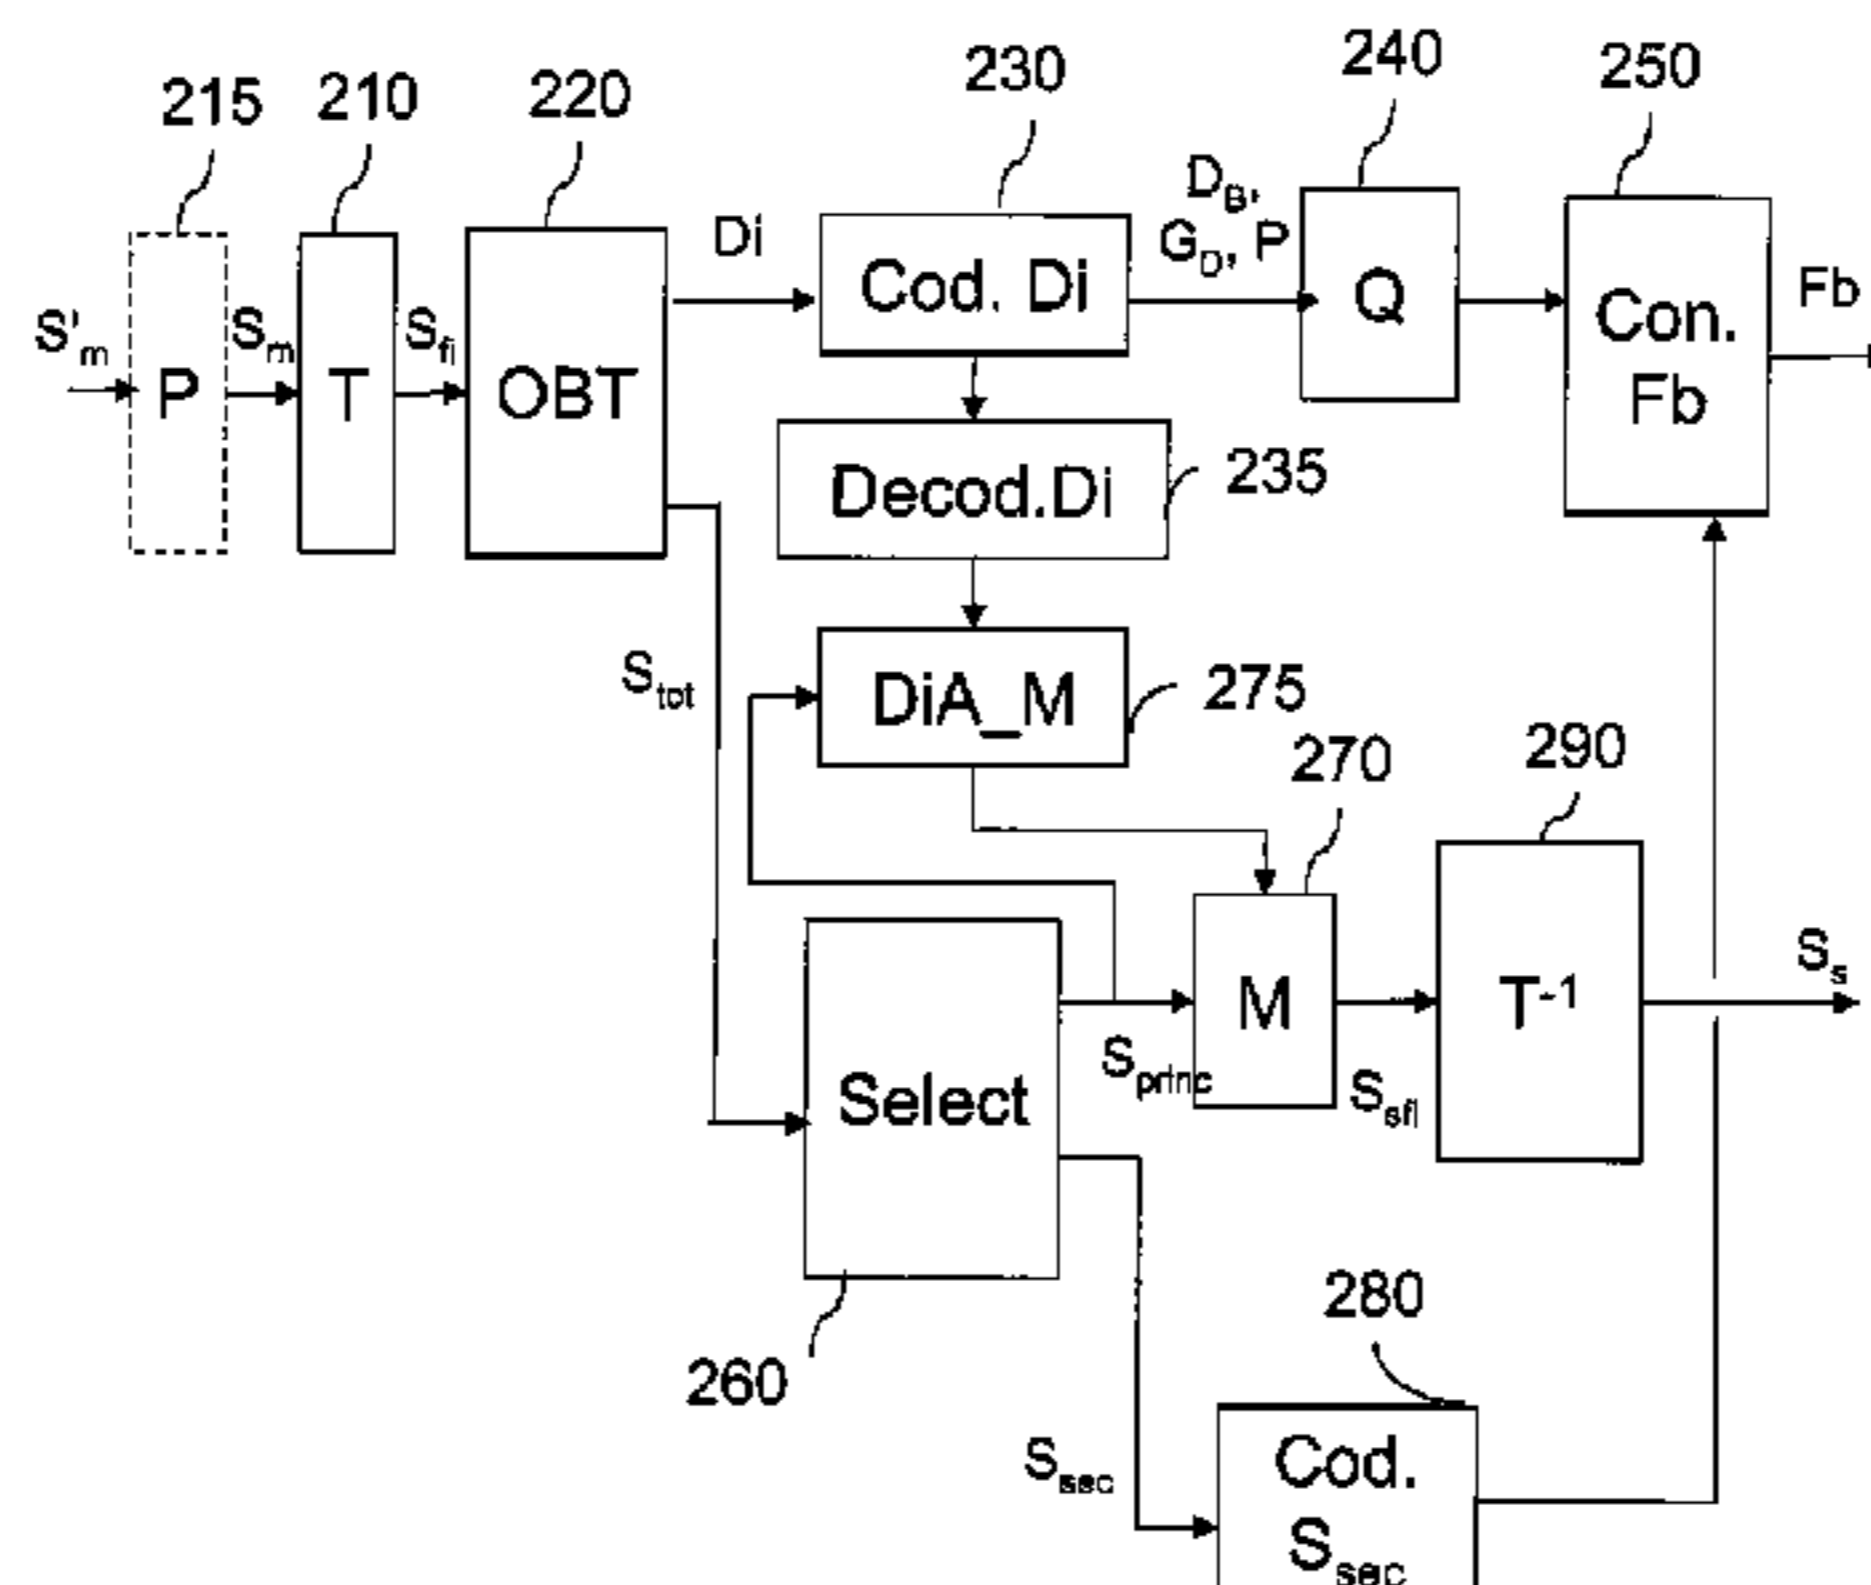 215
210
220
230
240
250
S'm
P
Sm
T
Sfi
OBT
Di
Cod. Di
DB,
GD, P
Q
Con.
Fb
Fb
Decod.Di
235
Stot
DiA_M
275
270
290
Select
Sprinc
M
Ssfi
T-1
Ss
260
280
Ssec
Cod.
Ssec